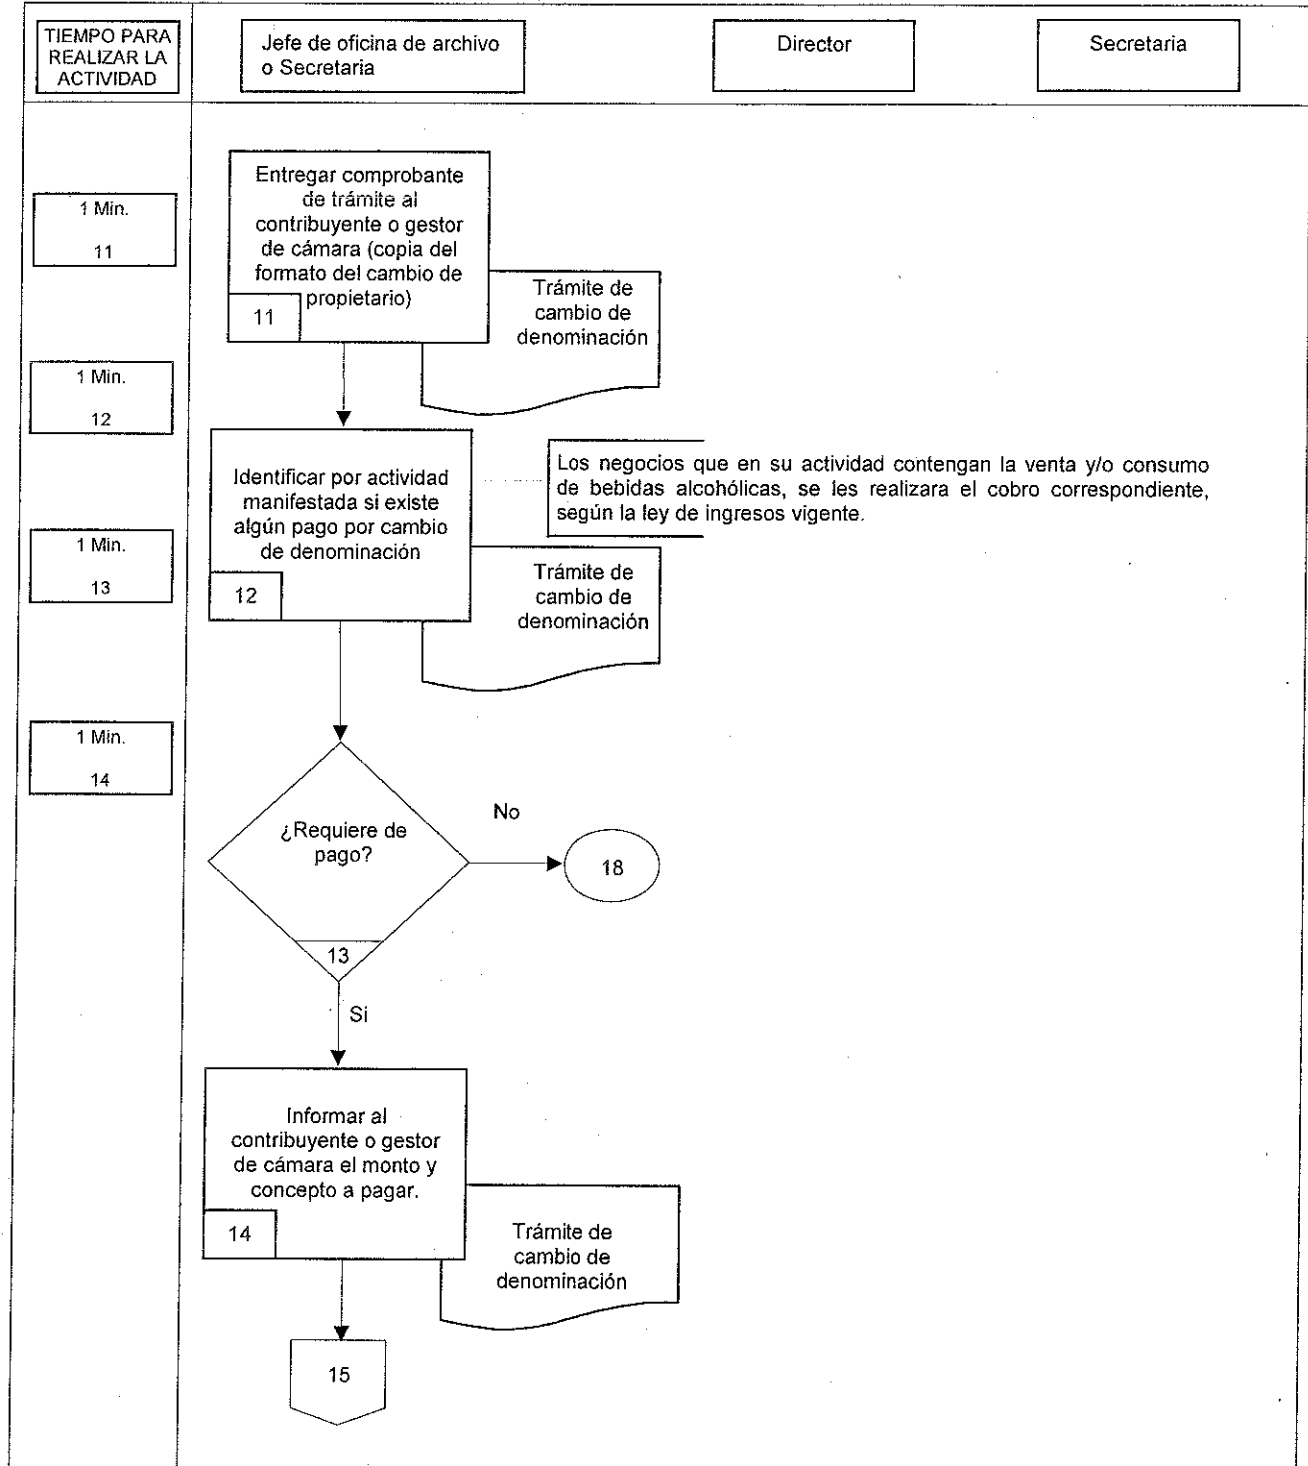 TIEMPO PARA
REALIZAR LA
ACTIVIDAD
Jefe de oficina de archivo
o Secretaria
Director
Secretaria
1 Min.
11
Entregar comprobante
de trámite al
contribuyente o gestor
de cámara (copia del
formato del cambio de
propietario)
11
Trámite de
cambio de
denominación
1 Min.
12
Identificar por actividad
manifestada si existe
algún pago por cambio
de denominación
12
Los negocios que en su actividad contengan la venta y/o consumo
de bebidas alcohólicas, se les realizara el cobro correspondiente,
según la ley de ingresos vigente.
Trámite de
cambio de
denominación
1 Min.
13
1 Min.
14
¿Requiere de
pago?
13
No
18
Si
Informar al
contribuyente o gestor
de cámara el monto y
concepto a pagar.
14
Trámite de
cambio de
denominación
15